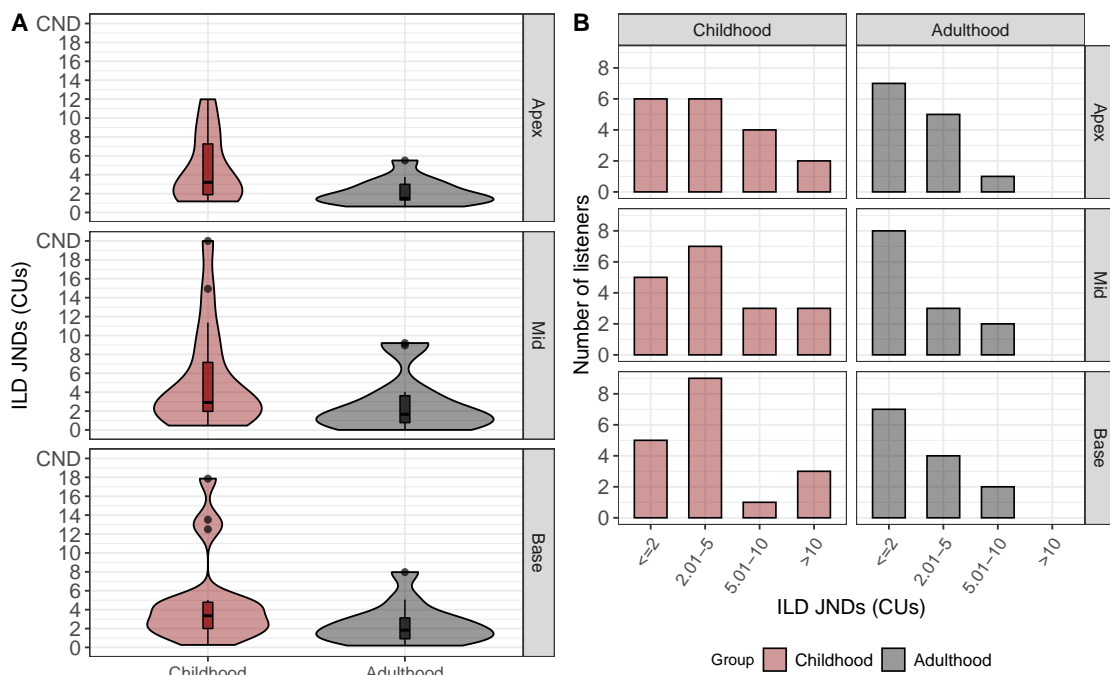 A
CND
18
16
14
12
10
8
6
4
2
0
Apex
CND
18
16
14
12
10
8
6
4
2
0
Mid
CND
18
16
14
12
10
8
6
4
2
0
Base
ILD JNDs (CUs)
Childhood Adulthood
B
Childhood Adulthood
8
6
4
2
0
Apex
8
6
4
2
0
Mid
8
6
4
2
0
Base
Number of listeners
<=2 2.01–5 5.01–10 >10 <=2 2.01–5 5.01–10 >10
ILD JNDs (CUs)
Group Childhood Adulthood